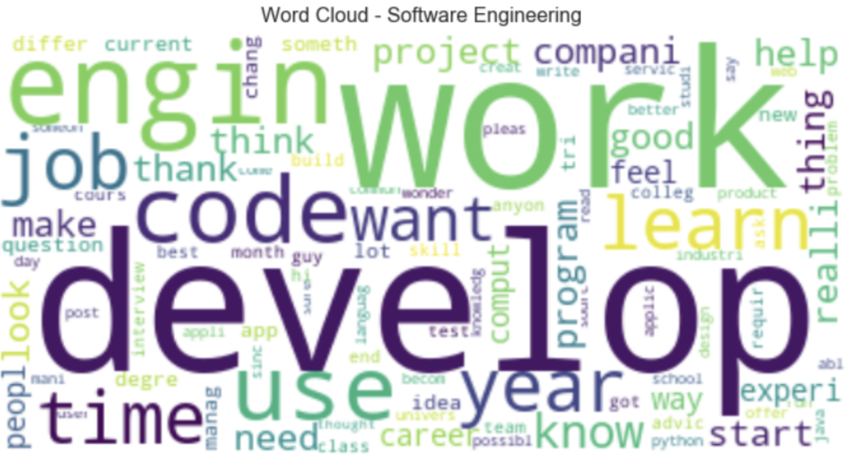 Word Cloud - Software Engineering
differ current someth project compani help
chang creat write servic studi say web
engin work
better new
someon think pleas tri good thing problem
job thank build feel
cours wonder colleg product
make code want anyon read learn ask realli
question best month guy lot skill industri
day hi comput program
look develop
post interview languag knowledg applic requir design
appli app test
sinc end
peopl mani degre use becom year school experi abl
time user manag idea got way offer
need thought univers team advic java
class career possibl know python start